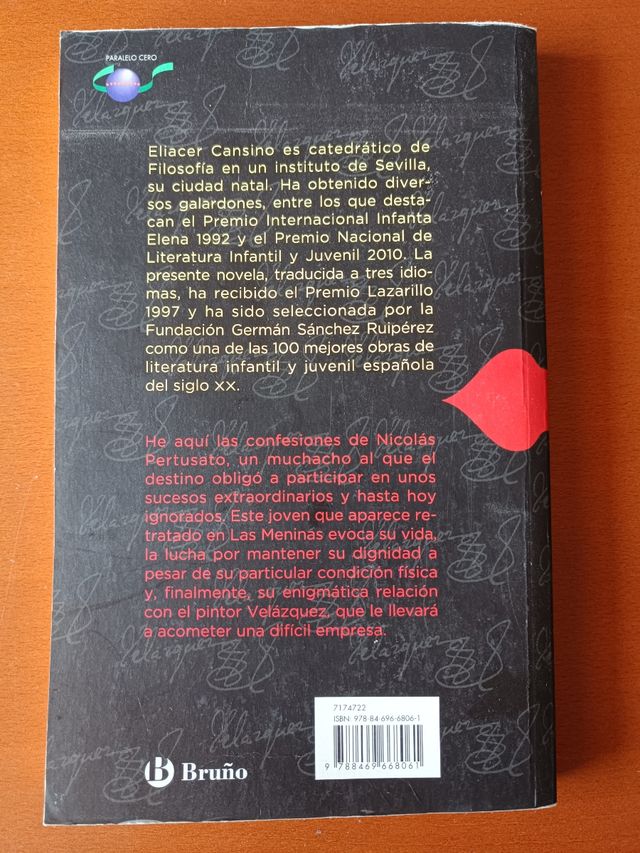 PARALELO CERO
Velázquez
Eliacer Cansino es catedrático de
Filosofía en un instituto de Sevilla,
su ciudad natal. Ha obtenido diver-
sos galardones, entre los que desta-
can el Premio Internacional Infanta
Elena 1992 y el Premio Nacional de
Literatura Infantil y Juvenil 2010. La
presente novela, traducida a tres idio-
mas, ha recibido el Premio Lazarillo
1997 y ha sido seleccionada por la
Fundación Germán Sánchez Ruipérez
como una de las 100 mejores obras de
literatura infantil y juvenil española
del siglo XX.
He aquí las confesiones de Nicolás
Pertusato, un muchacho al que el
destino obligó a participar en unos
sucesos extraordinarios y hasta hoy
ignorados. Este joven que aparece re-
tratado en Las Meninas evoca su vida,
la lucha por mantener su dignidad a
pesar de su particular condición física
y, finalmente, su enigmática relación
con el pintor Velázquez, que le llevará
a acometer una difícil empresa.
7174722
ISBN: 978 84 696-6806-1
9 788469 668061
B Bruño